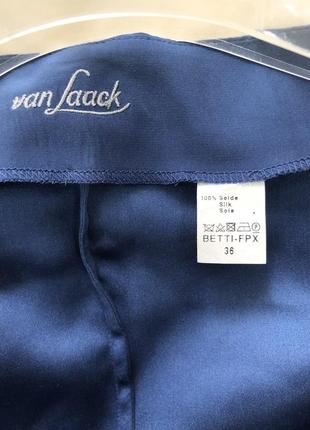 van Laack
100% Seide
Silk
Soie
BETTI-FPX
36